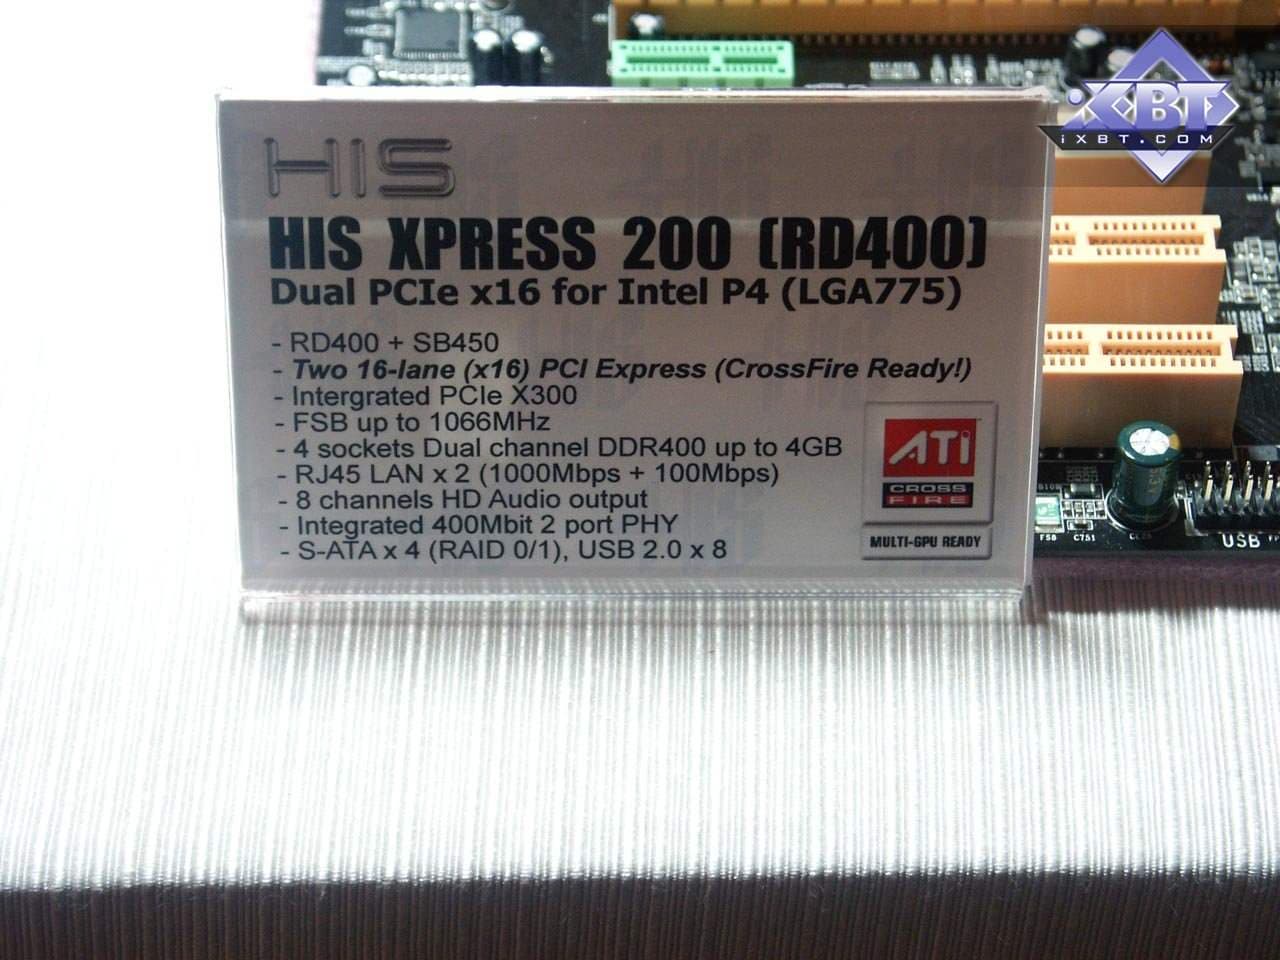 iXBT
iXBT.COM
HIS
HIS XPRESS 200 (RD400)
Dual PCIe x16 for Intel P4 (LGA775)
- RD400 + SB450
- Two 16-lane (x16) PCI Express (CrossFire Ready!)
- Intergrated PCIe X300
- FSB up to 1066MHz
- 4 sockets Dual channel DDR400 up to 4GB
- RJ45 LAN x 2 (1000Mbps + 100Mbps)
- 8 channels HD Audio output
- Integrated 400Mbit 2 port PHY
- S-ATA x 4 (RAID 0/1), USB 2.0 x 8
ATi
CROSS
FIRE
MULTI-GPU READY
C751
USB